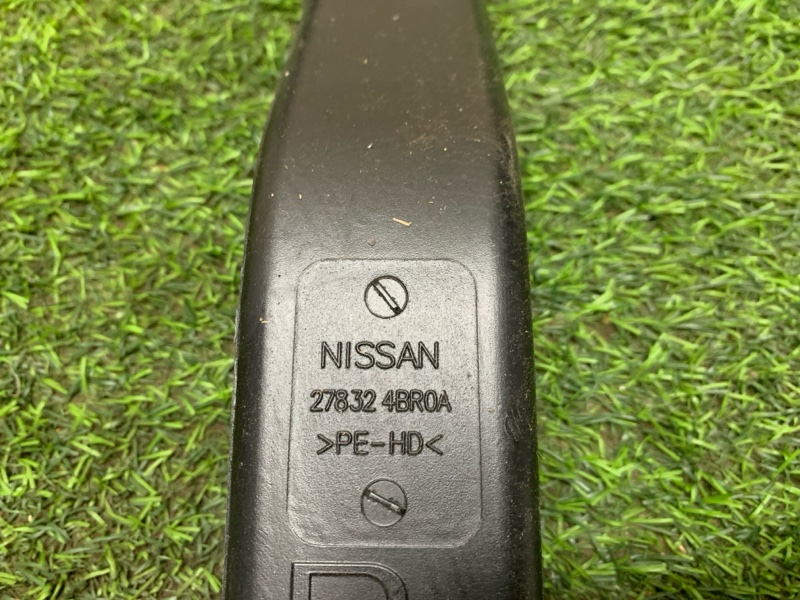 NISSAN
27832 4BR0A
>PE-HD<